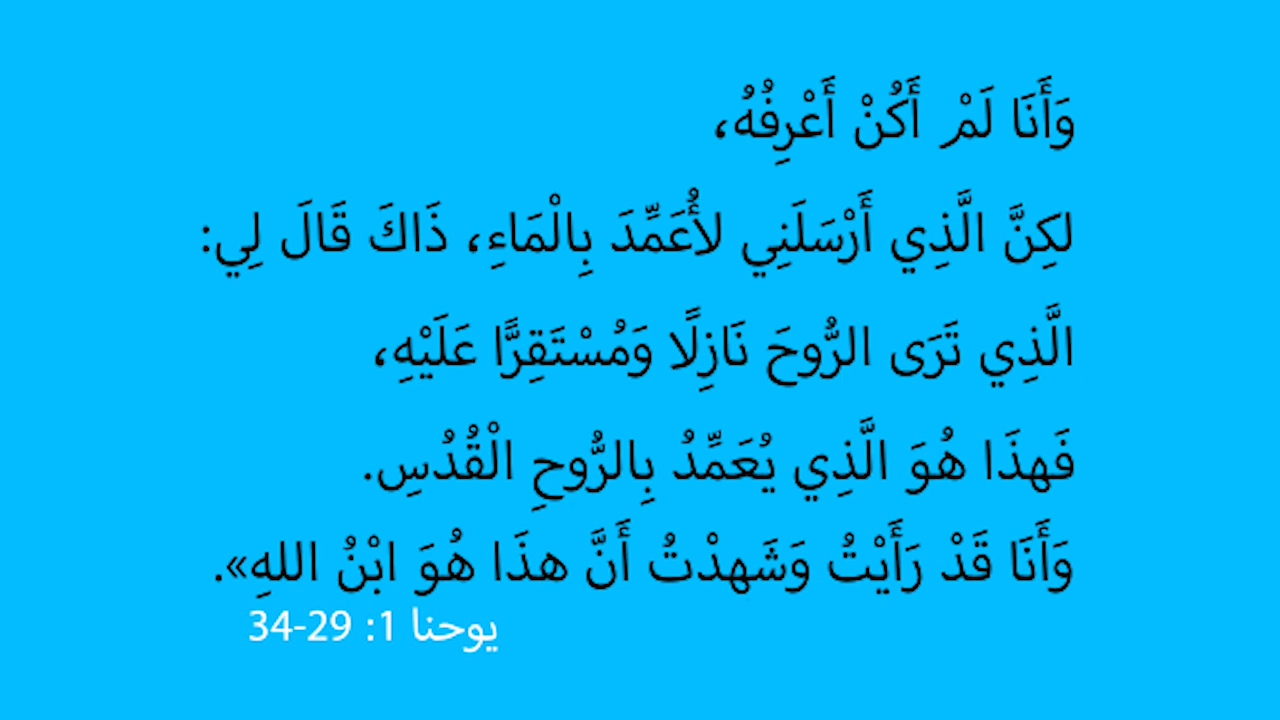 وَأَنَا لَمْ أَكُنْ أَعْرِفُهُ،
لكِنَّ الَّذِي أَرْسَلَنِي لأُعَمِّدَ بِالْمَاءِ، ذَاكَ قَالَ لِي:
الَّذِي تَرَى الرُّوحَ نَازِلًا وَمُسْتَقِرًّا عَلَيْهِ،
فَهذَا هُوَ الَّذِي يُعَمِّدُ بِالرُّوحِ الْقُدُسِ.
وَأَنَا قَدْ رَأَيْتُ وَشَهِدْتُ أَنَّ هذَا هُوَ ابْنُ اللهِ».
يوحنا 1: 29-34